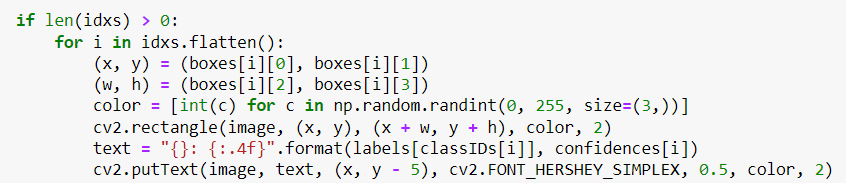 if len(idxs) > 0:
    for i in idxs.flatten():
        (x, y) = (boxes[i][0], boxes[i][1])
        (w, h) = (boxes[i][2], boxes[i][3])
        color = [int(c) for c in np.random.randint(0, 255, size=(3,))]
        cv2.rectangle(image, (x, y), (x + w, y + h), color, 2)
        text = "{}: {:.4f}".format(labels[classIDs[i]], confidences[i])
        cv2.putText(image, text, (x, y - 5), cv2.FONT_HERSHEY_SIMPLEX, 0.5, color, 2)